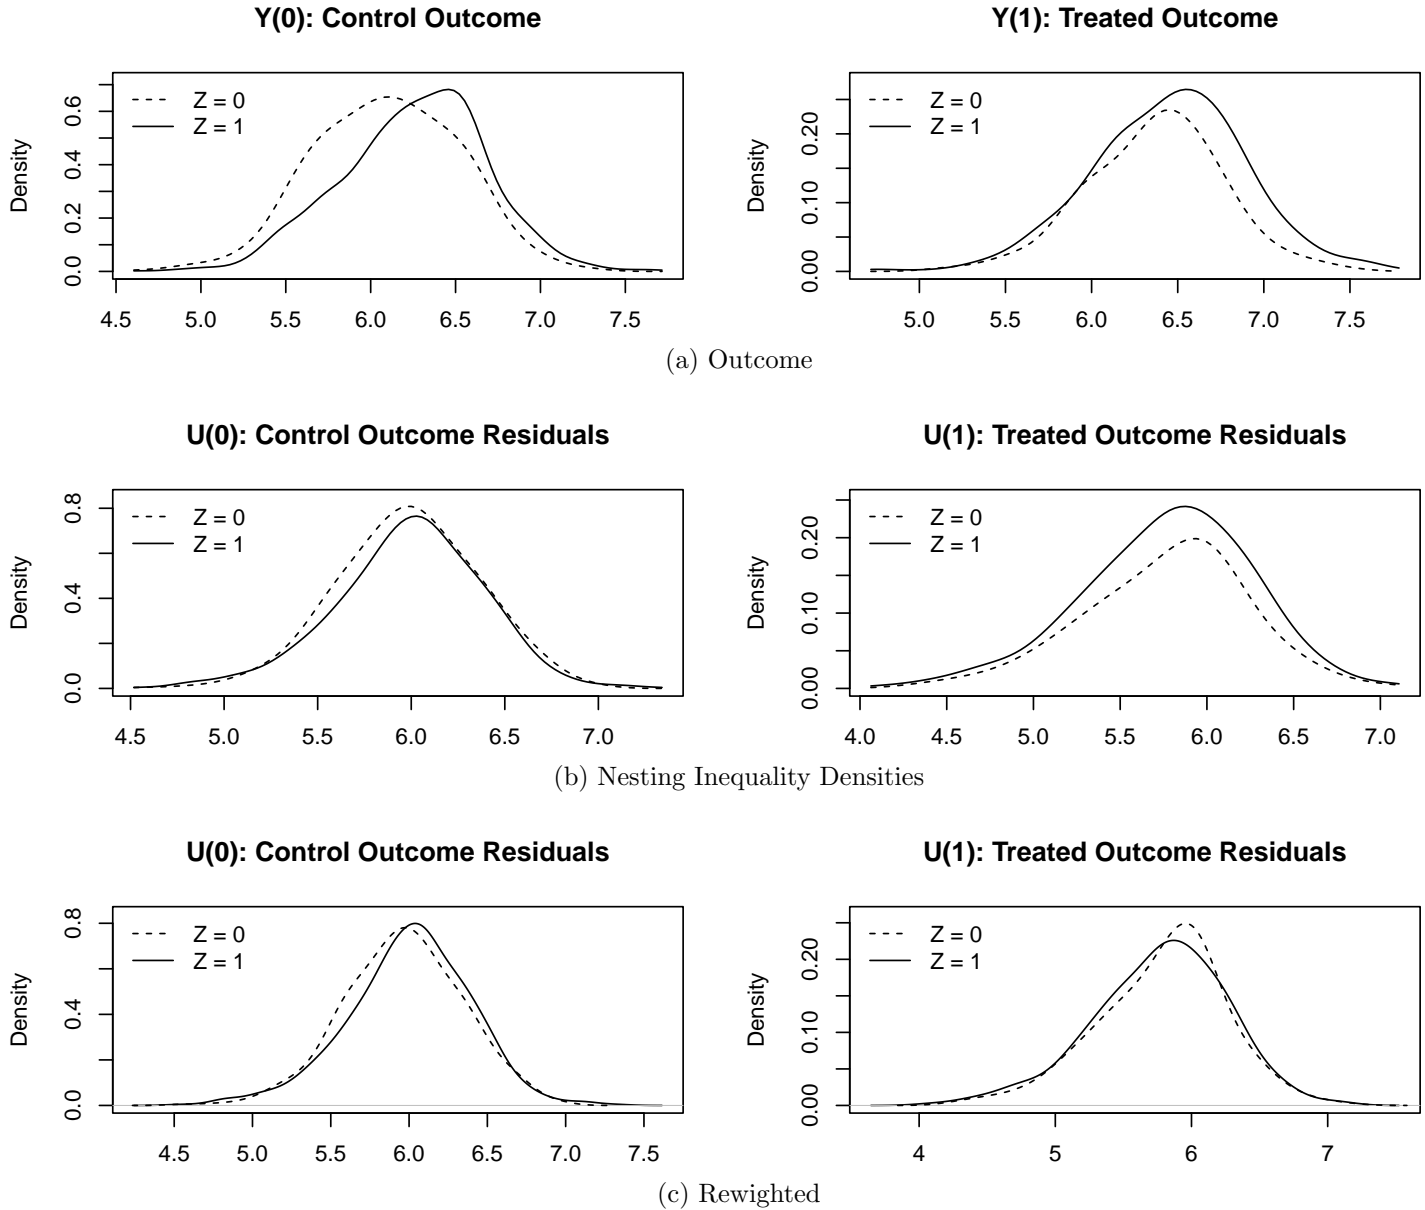 Y(0): Control Outcome
Y(1): Treated Outcome
Density
0.0 0.2 0.4 0.6
Z = 0
Z = 1
4.5 5.0 5.5 6.0 6.5 7.0 7.5
Density
0.00 0.10 0.20
Z = 0
Z = 1
5.0 5.5 6.0 6.5 7.0 7.5
(a) Outcome
U(0): Control Outcome Residuals
U(1): Treated Outcome Residuals
Density
0.0 0.4 0.8
Z = 0
Z = 1
4.5 5.0 5.5 6.0 6.5 7.0
Density
0.00 0.10 0.20
Z = 0
Z = 1
4.0 4.5 5.0 5.5 6.0 6.5 7.0
(b) Nesting Inequality Densities
U(0): Control Outcome Residuals
U(1): Treated Outcome Residuals
Density
0.0 0.4 0.8
Z = 0
Z = 1
4.5 5.0 5.5 6.0 6.5 7.0 7.5
Density
0.00 0.10 0.20
Z = 0
Z = 1
4 5 6 7
(c) Rewighted